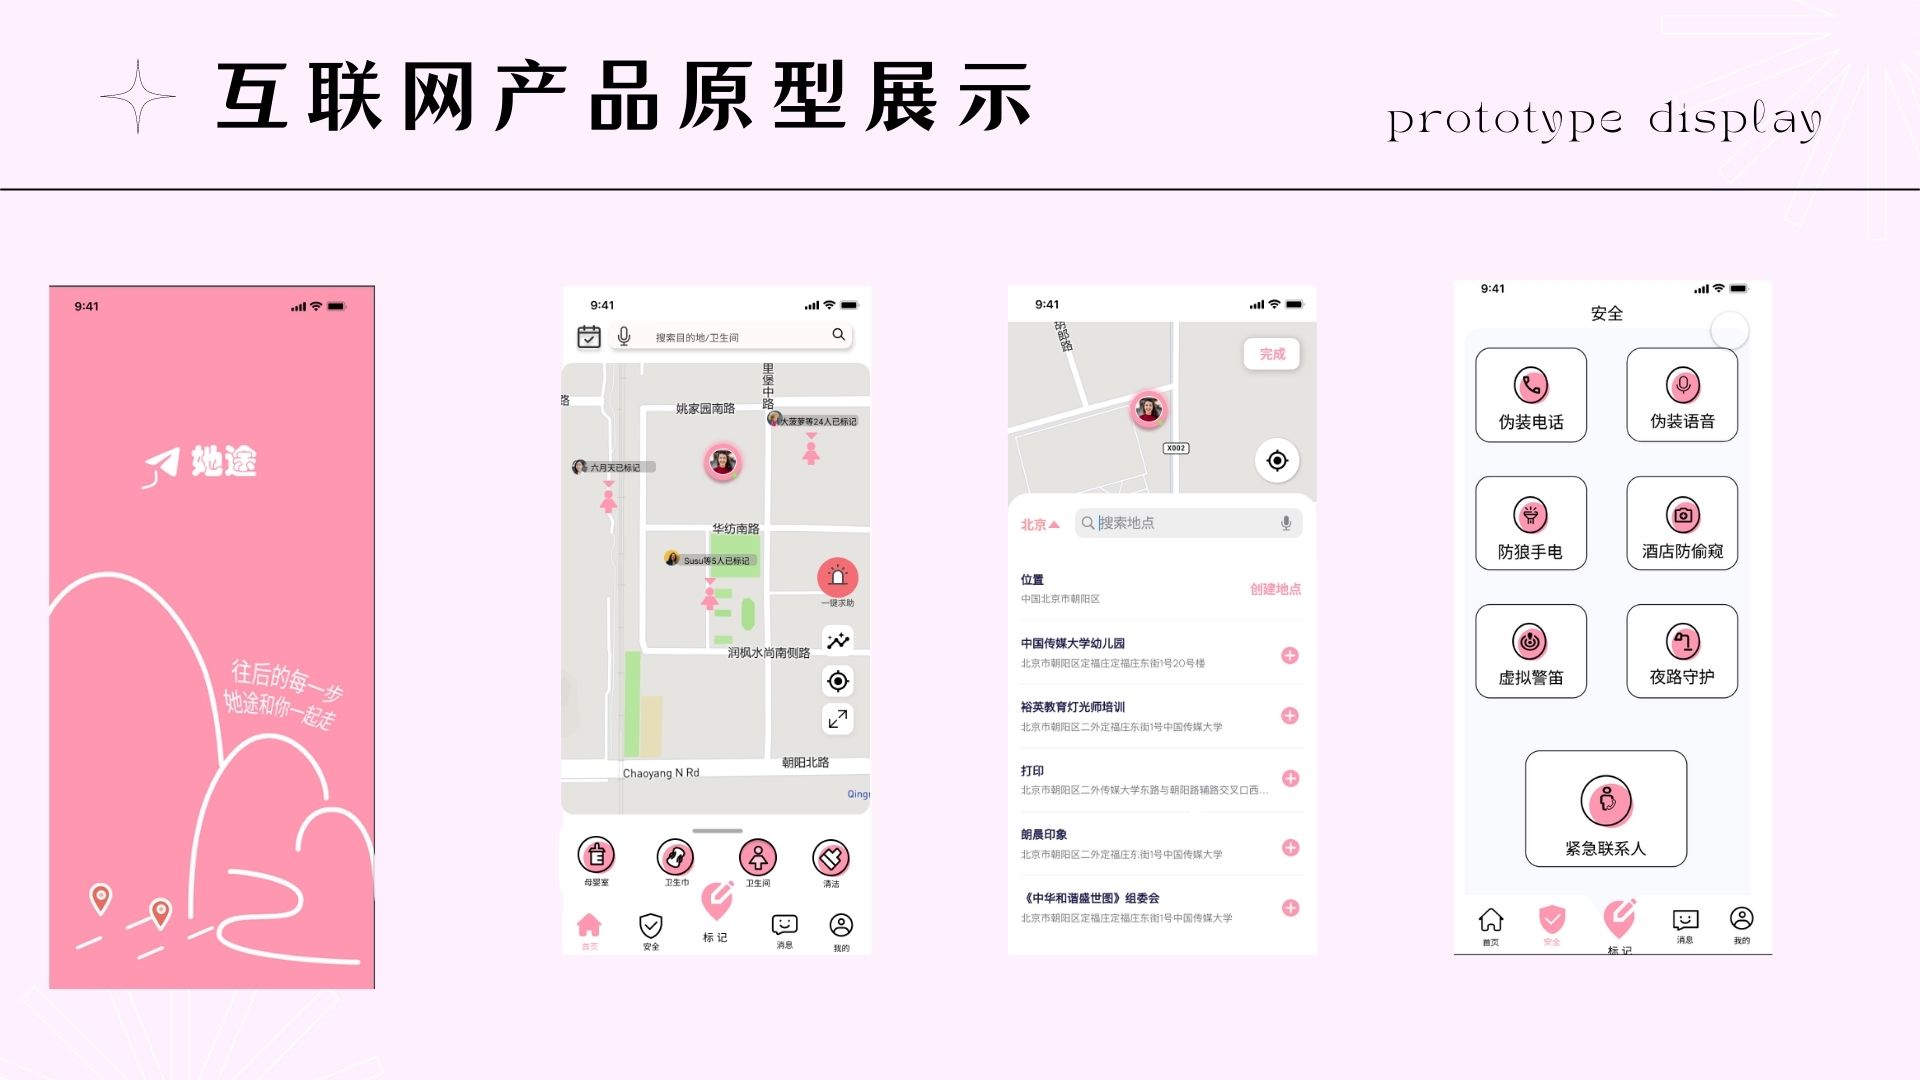 互联网产品原型展示
prototype display
9:41
她途
往后的每一步
她途和你一起走
9:41
搜索目的地/卫生间
里堡中路
路
姚家园南路
大菠萝等24人已标记
六月天已标记
华纺南路
Susu等5人已标记
一键求助
润枫水尚南侧路
朝阳北路
Chaoyang N Rd
母婴室
卫生巾
卫生间
清洁
首页
安全
标记
消息
我的
9:41
完成
X002
北京
搜索地点
位置
创建地点
中国北京市朝阳区
中国传媒大学幼儿园
北京市朝阳区定福庄定福庄东街1号20号楼
裕英教育灯光师培训
北京市朝阳区二外定福庄东街1号中国传媒大学
打印
北京市朝阳区二外传媒大学东路与朝阳路辅路交叉口西...
朗晨印象
北京市朝阳区二外定福庄东街1号中国传媒大学
《中华和谐盛世图》组委会
北京市朝阳区定福庄定福庄东街1号中国传媒大学
9:41
安全
伪装电话
伪装语音
防狼手电
酒店防偷窥
虚拟警笛
夜路守护
紧急联系人
首页
安全
标记
消息
我的